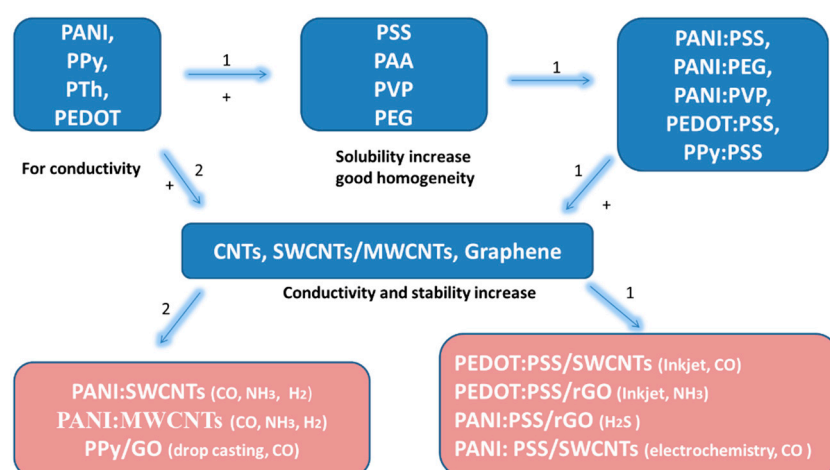 PANI,
PPy,
PTh,
PEDOT
1
+
PSS
PAA
PVP
PEG
1
PANI:PSS,
PANI:PEG,
PANI:PVP,
PEDOT:PSS,
PPy:PSS
For conductivity
2
+
Solubility increase
good homogeneity
1
+
CNTs, SWCNTs/MWCNTs, Graphene
Conductivity and stability increase
2
1
PANI:SWCNTs (CO, NH3, H2)
PANI:MWCNTs (CO, NH3, H2)
PPy/GO (drop casting, CO)
PEDOT:PSS/SWCNTs (Inkjet, CO)
PEDOT:PSS/rGO (Inkjet, NH3)
PANI:PSS/rGO (H2S )
PANI: PSS/SWCNTs (electrochemistry, CO )